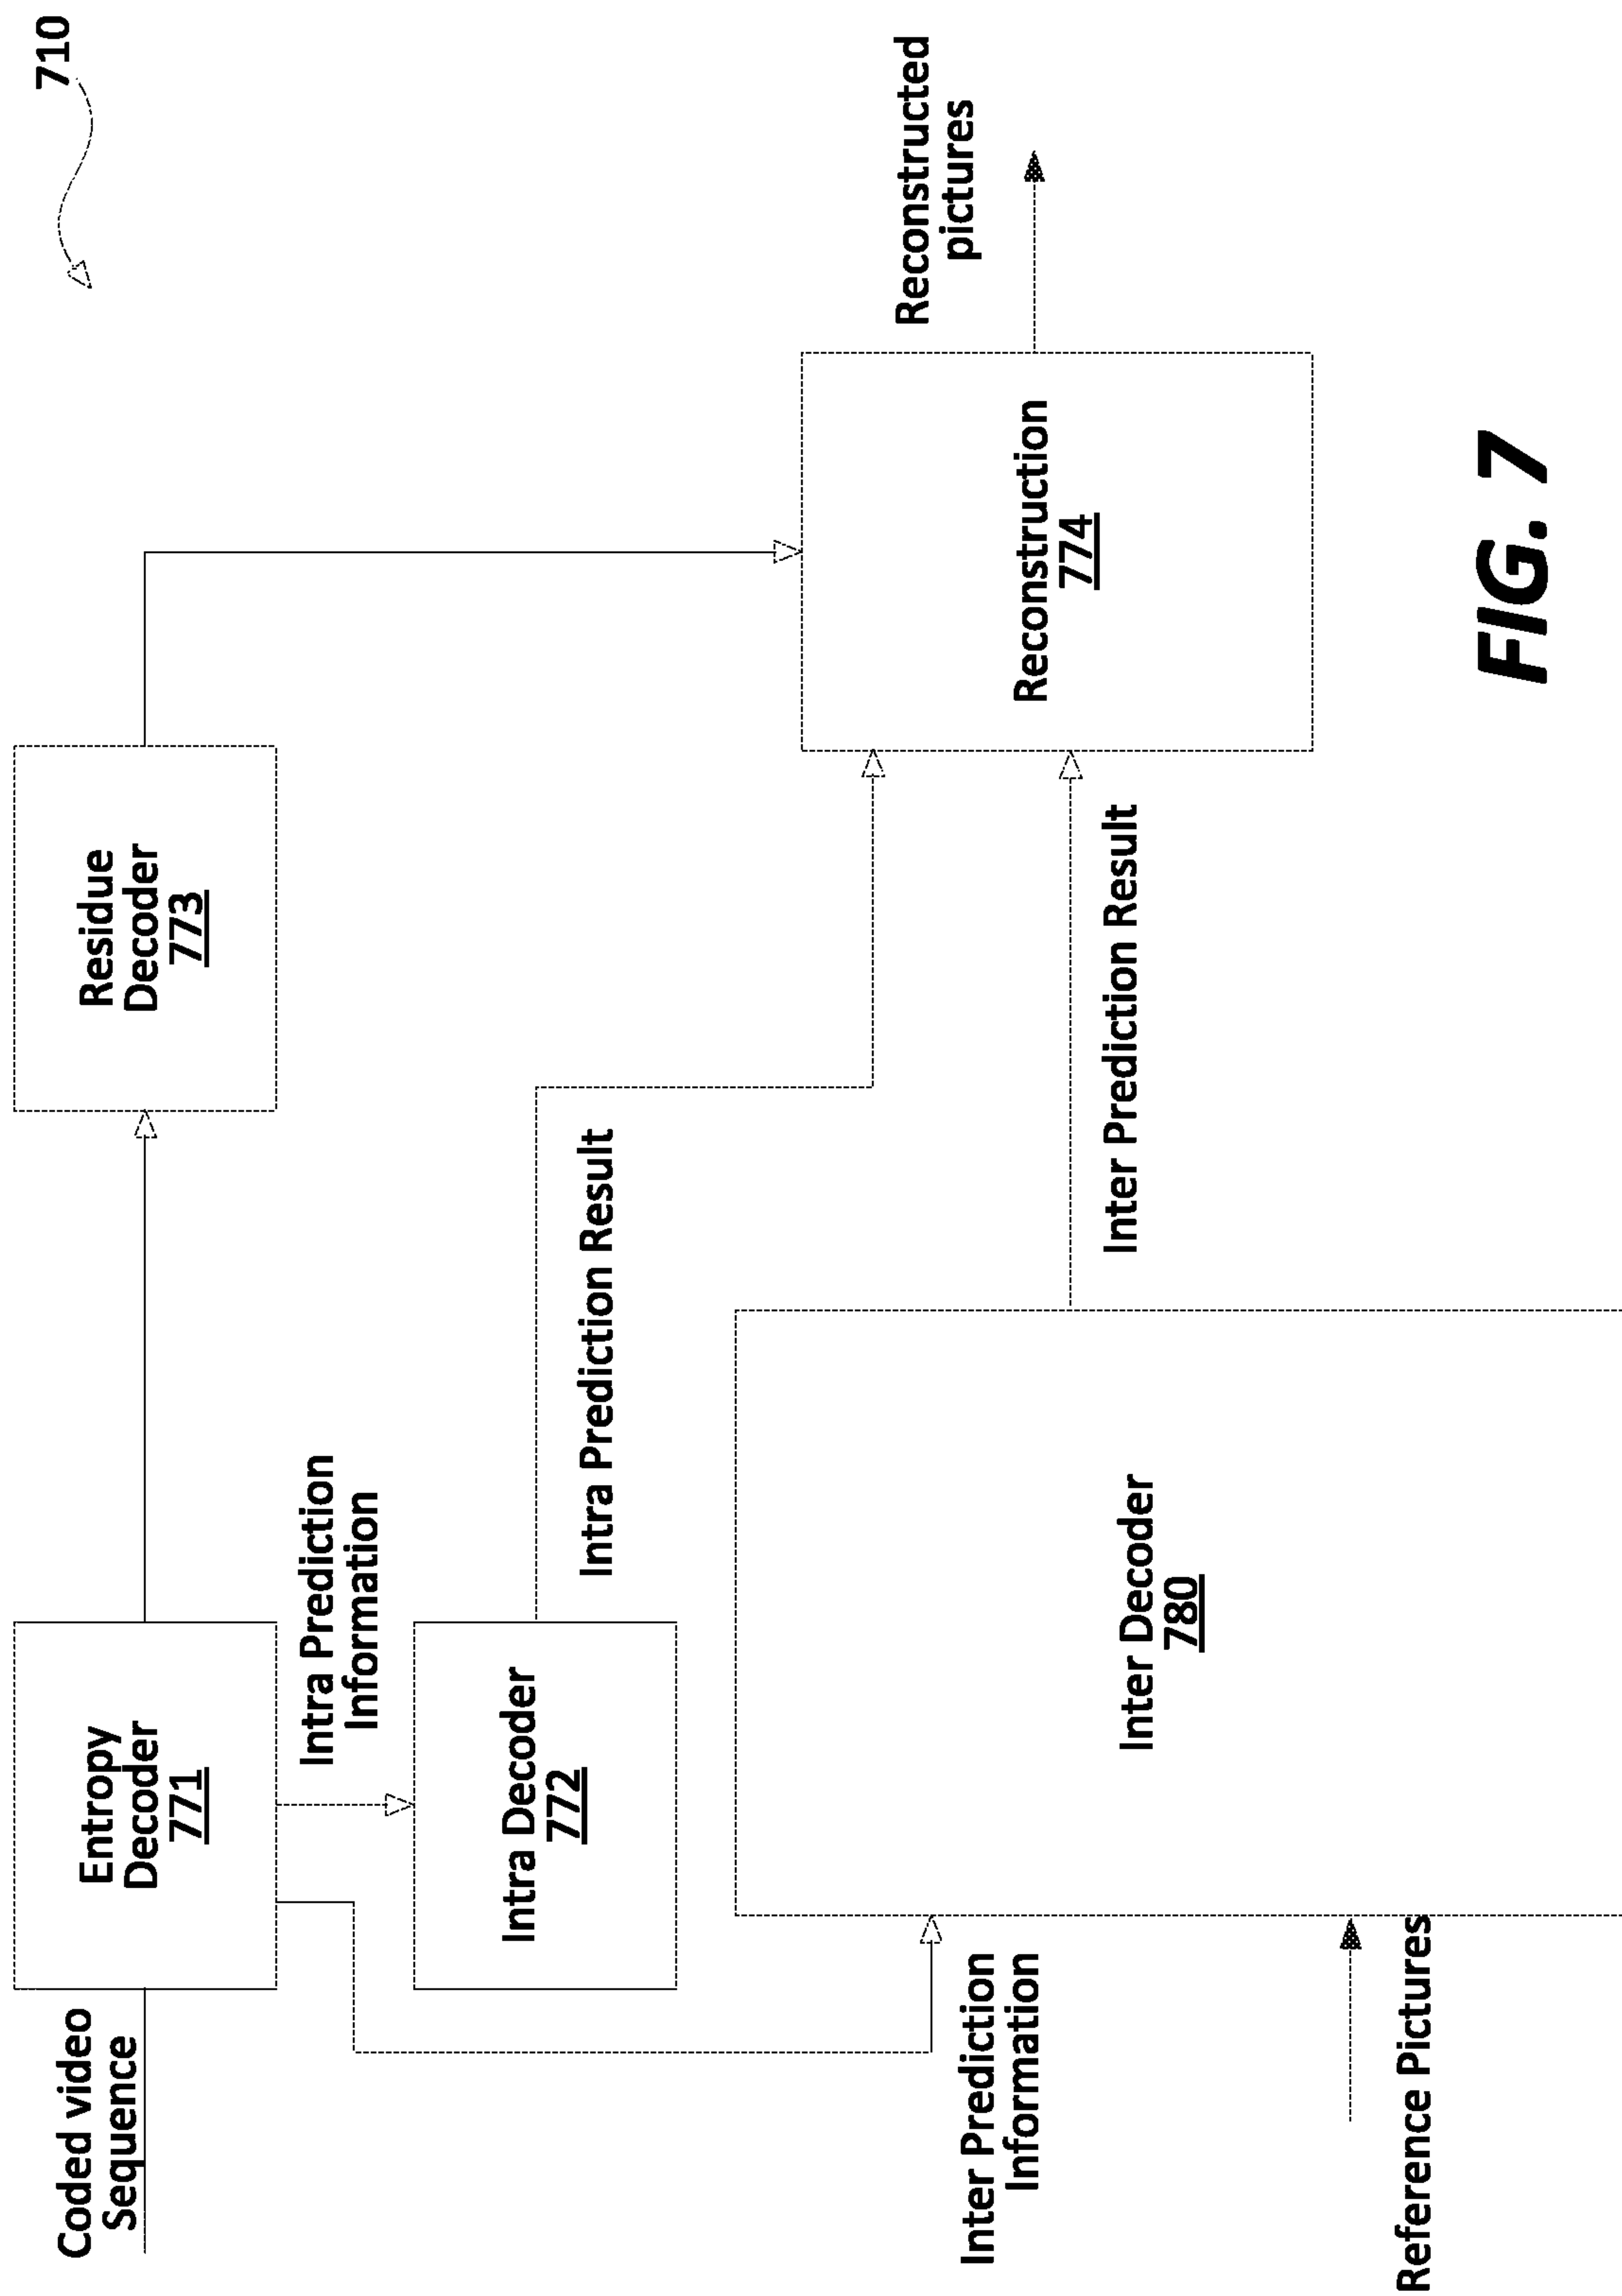 710
Coded video
Sequence
Entropy
Decoder
771
Residue
Decoder
773
Intra Prediction
Information
Intra Decoder
772
Intra Prediction Result
Reconstructed
pictures
Reconstruction
774
Inter Prediction
Information
Inter Decoder
780
Inter Prediction Result
Reference Pictures
FIG. 7